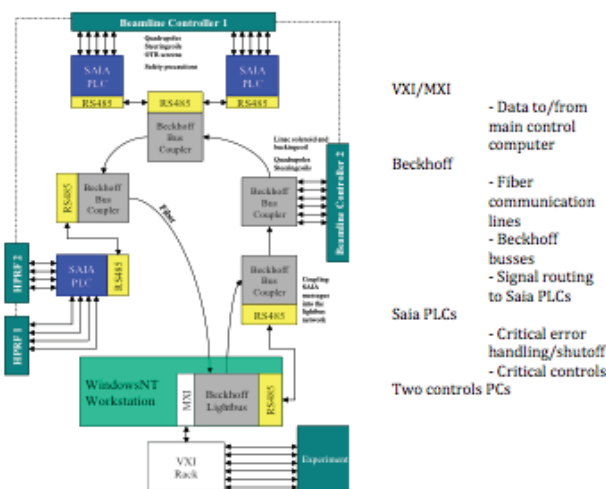 Beamline Controller 1
Quadrupoles
Steeringcoils
OTR screens
Safety precautions
SAIA
PLC
RS485
SAIA
PLC
RS485
RS485
Beckhoff
Bus
Coupler
Linac solenoid and
buckingcoil
Quadrupoles
Steeringcoils
Beamline Controller 2
RS485
Beckhoff
Bus
Coupler
Fiber
Beckhoff
Bus Coupler
HPRF 2
SAIA
PLC
RS485
HPRF 1
Beckhoff
Bus Coupler
RS485
Coupling
SAIA
messages
into the
lightbus
network
WindowsNT
Workstation
MXI
Beckhoff
Lightbus
RS485
VXI
Rack
Experiment
VXI/MXI
- Data to/from
main control
computer
Beckhoff
- Fiber
communication
lines
- Beckhoff
busses
- Signal routing
to Saia PLCs
Saia PLCs
- Critical error
handling/shutoff
- Critical controls
Two controls PCs